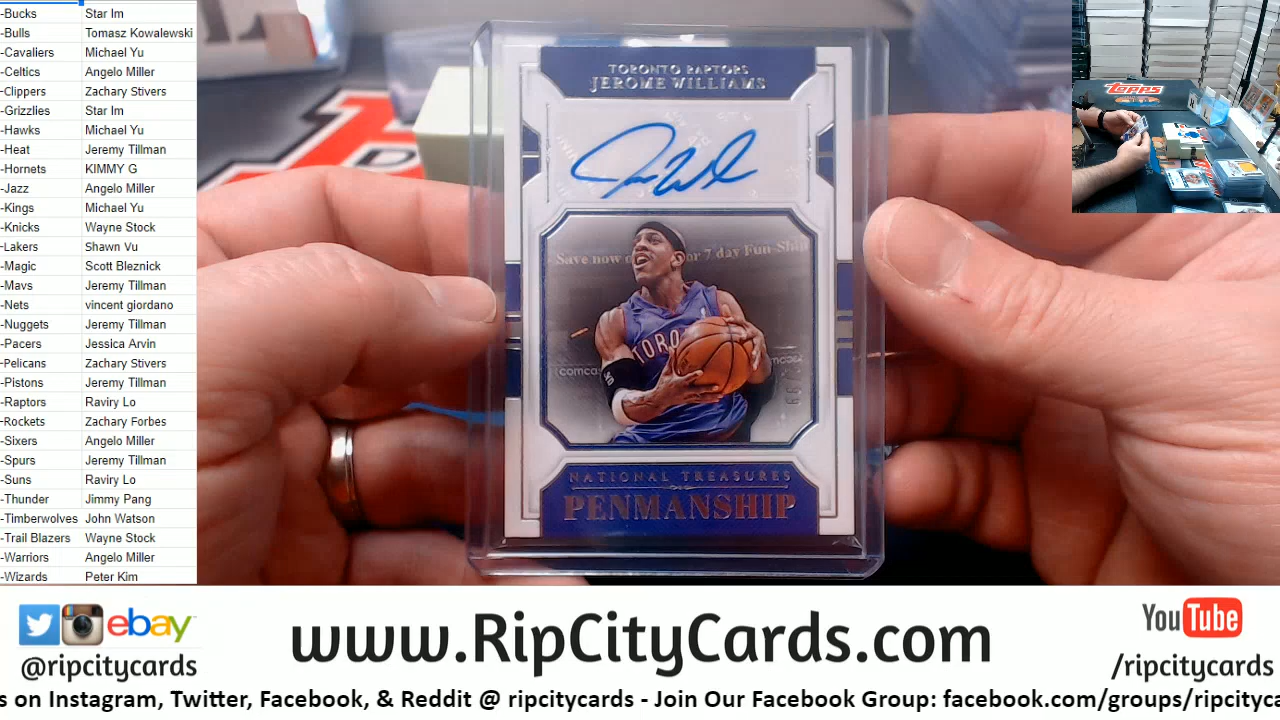 -Bucks Star Im
-Bulls Tomasz Kowalewski
-Cavaliers Michael Yu
-Celtics Angelo Miller
-Clippers Zachary Stivers
-Grizzlies Star Im
-Hawks Michael Yu
-Heat Jeremy Tillman
-Hornets KIMMY G
-Jazz Angelo Miller
-Kings Michael Yu
-Knicks Wayne Stock
-Lakers Shawn Vu
-Magic Scott Bleznick
-Mavs Jeremy Tillman
-Nets vincent giordano
-Nuggets Jeremy Tillman
-Pacers Jessica Arvin
-Pelicans Zachary Stivers
-Pistons Jeremy Tillman
-Raptors Raviry Lo
-Rockets Zachary Forbes
-Sixers Angelo Miller
-Spurs Jeremy Tillman
-Suns Raviry Lo
-Thunder Jimmy Pang
-Timberwolves John Watson
-Trail Blazers Wayne Stock
-Warriors Angelo Miller
-Wizards Peter Kim
TORONTO RAPTORS
JEROME WILLIAMS
Save now or 7 day Fun Ship
TORO
comcas
NATIONAL TREASURES
PENMANSHIP
Topps
ebay
@ripcitycards
www.RipCityCards.com
YouTube
/ripcitycards
s on Instagram, Twitter, Facebook, & Reddit @ ripcitycards - Join Our Facebook Group: facebook.com/groups/ripcityca